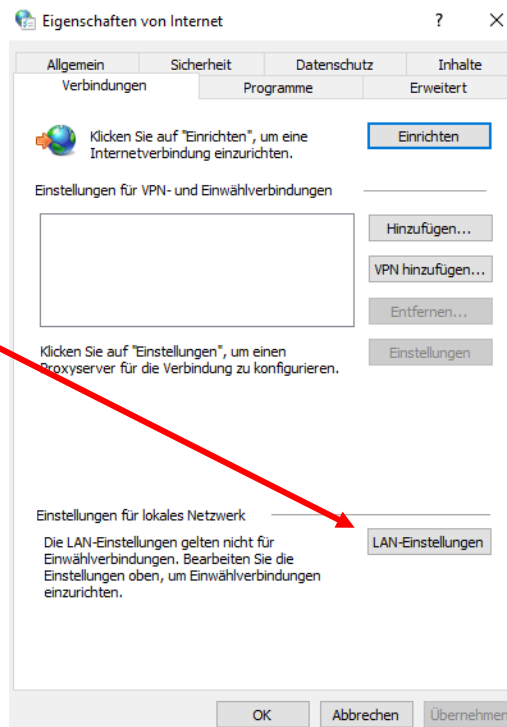 Eigenschaften von Internet ? ×
Allgemein Sicherheit Datenschutz Inhalte
Verbindungen Programme Erweitert
Klicken Sie auf "Einrichten", um eine
Internetverbindung einzurichten.
Einrichten
Einstellungen für VPN- und Einwählverbindungen
Hinzufügen...
VPN hinzufügen...
Entfernen...
Klicken Sie auf "Einstellungen", um einen
Proxyserver für die Verbindung zu konfigurieren.
Einstellungen
Einstellungen für lokales Netzwerk
Die LAN-Einstellungen gelten nicht für
Einwählverbindungen. Bearbeiten Sie die
Einstellungen oben, um Einwählverbindungen
einzurichten.
LAN-Einstellungen
OK Abbrechen Übernehmen